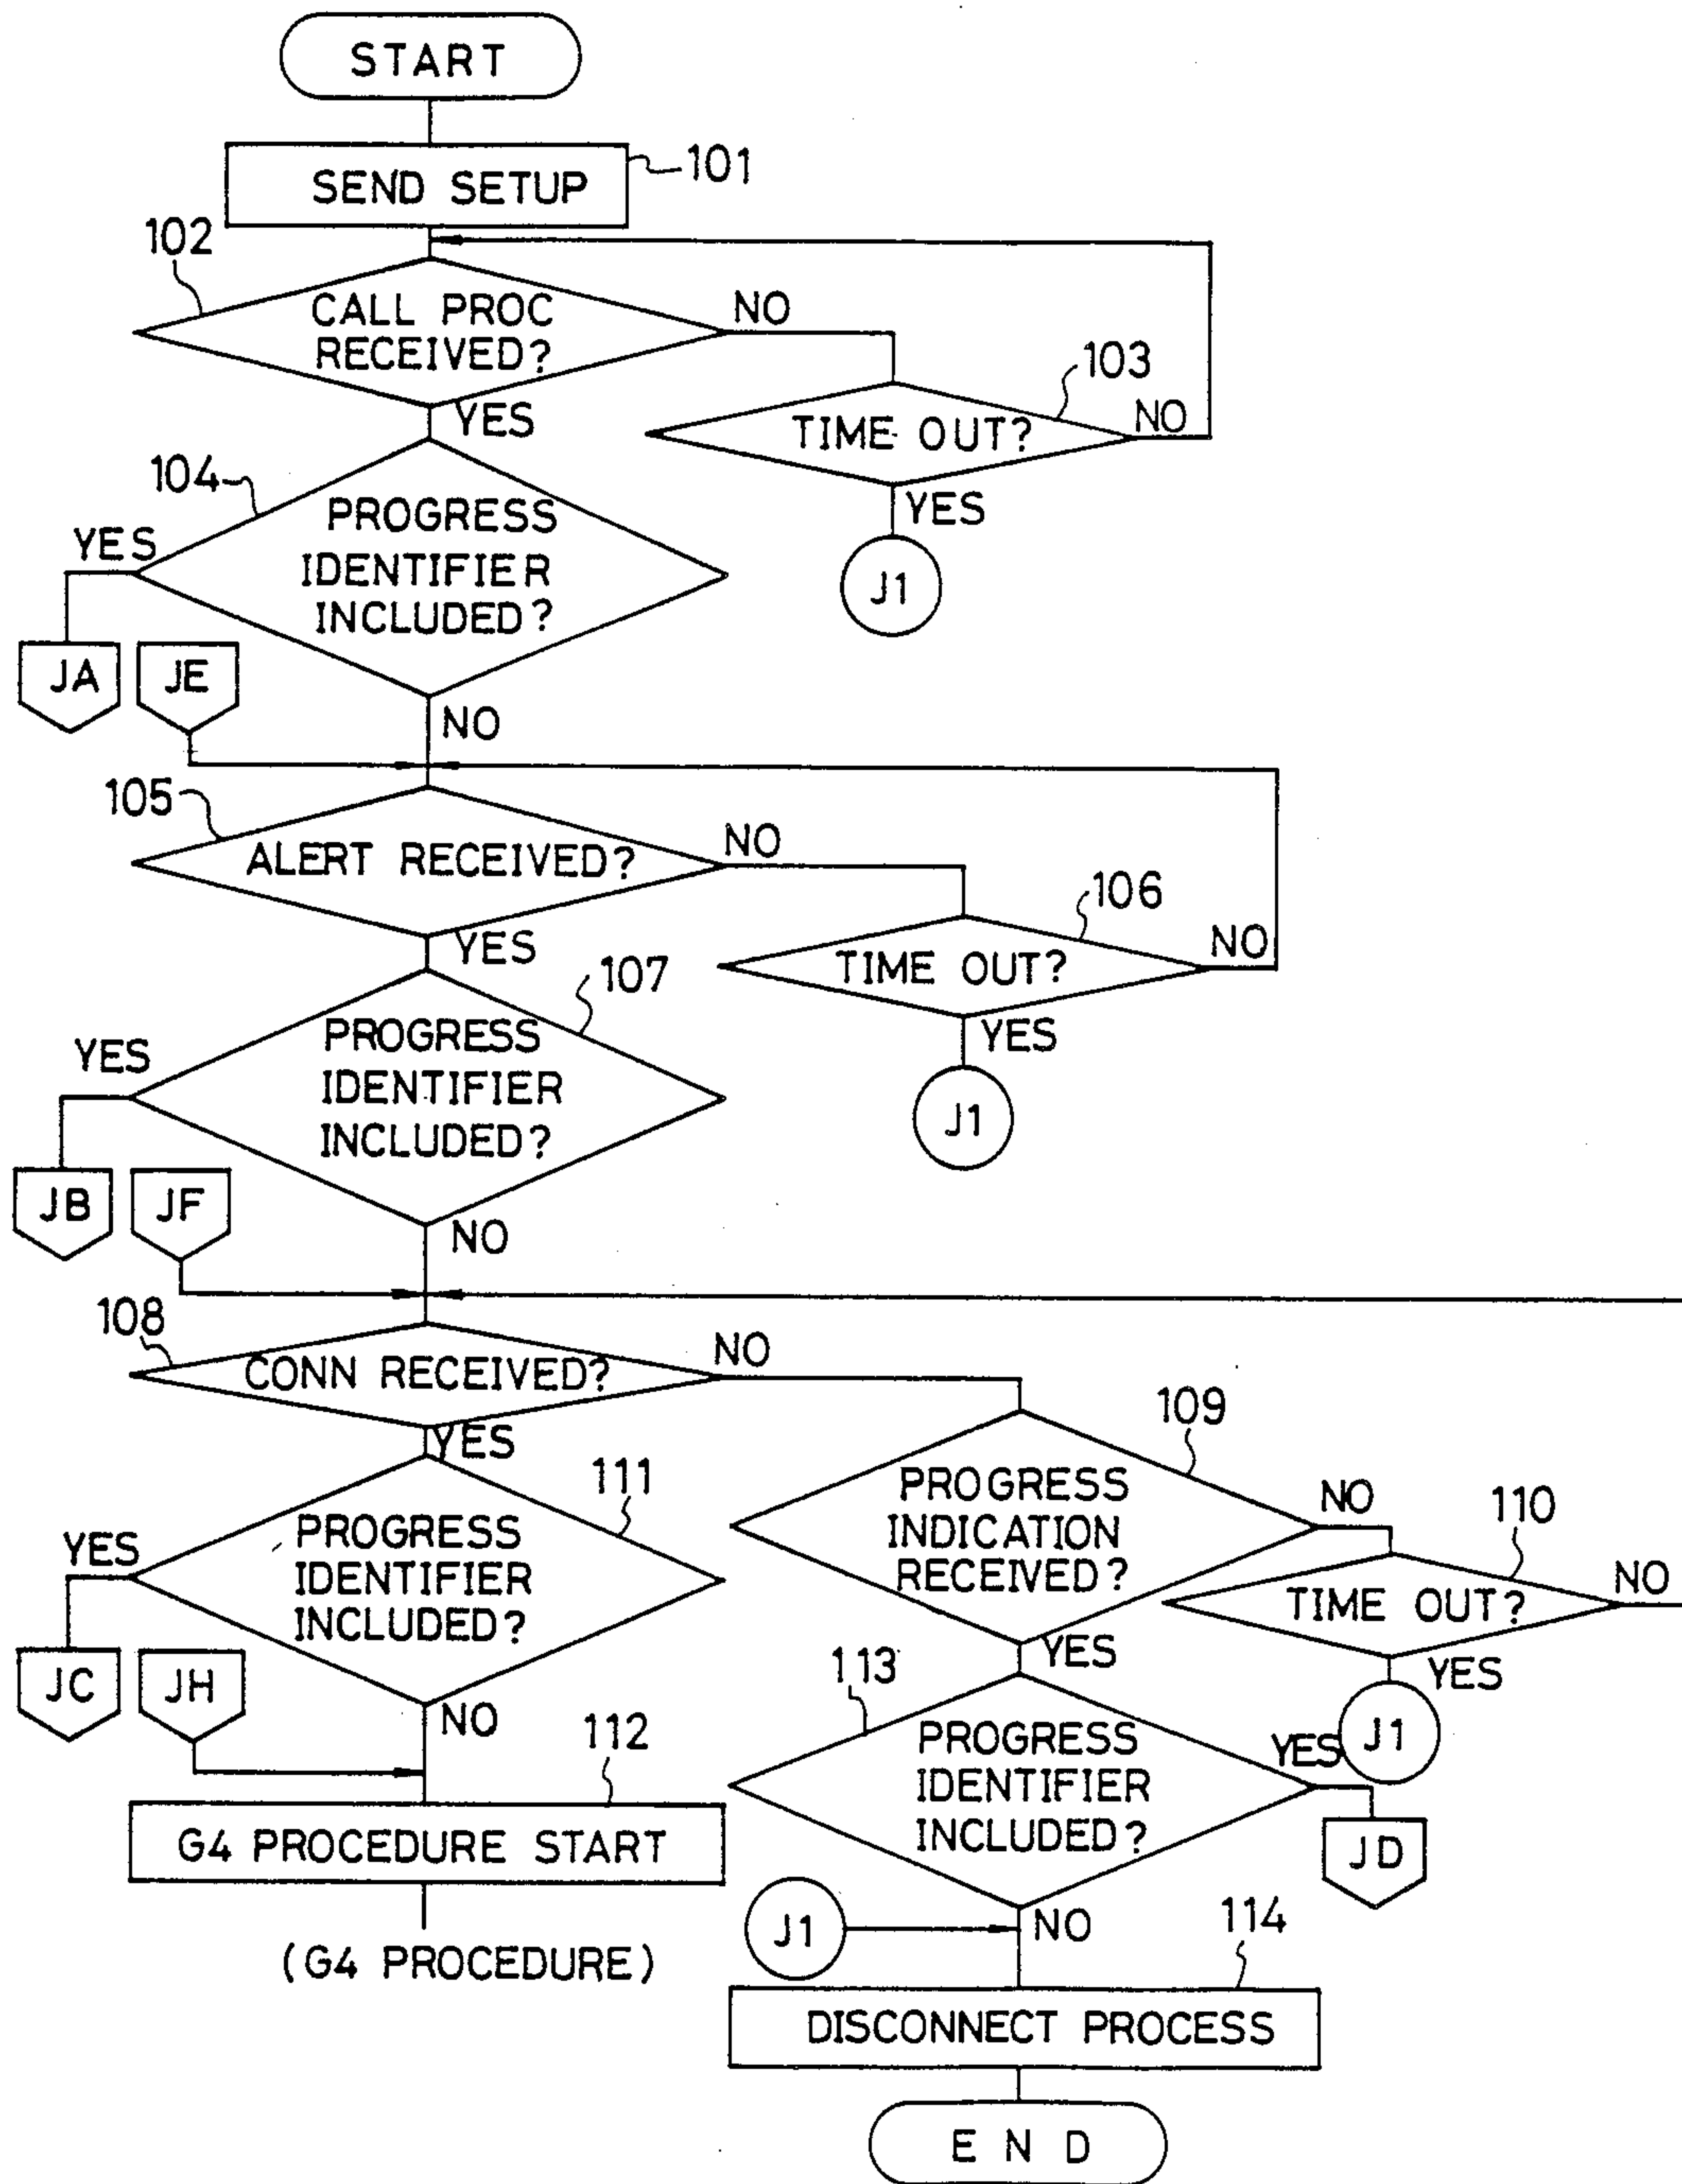 START
SEND SETUP
101
102
CALL PROC
RECEIVED?
NO
YES
103
TIME OUT?
NO
YES
J1
104
PROGRESS
IDENTIFIER
INCLUDED?
YES
JA
JE
NO
105
ALERT RECEIVED?
NO
YES
106
TIME OUT?
NO
YES
J1
107
PROGRESS
IDENTIFIER
INCLUDED?
YES
JB
JF
NO
108
CONN RECEIVED?
NO
YES
109
PROGRESS
INDICATION
RECEIVED?
NO
YES
110
TIME OUT?
NO
YES
J1
111
PROGRESS
IDENTIFIER
INCLUDED?
YES
JC
JH
NO
112
G4 PROCEDURE START
(G4 PROCEDURE)
113
PROGRESS
IDENTIFIER
INCLUDED?
YES
JD
J1
NO
114
DISCONNECT PROCESS
END